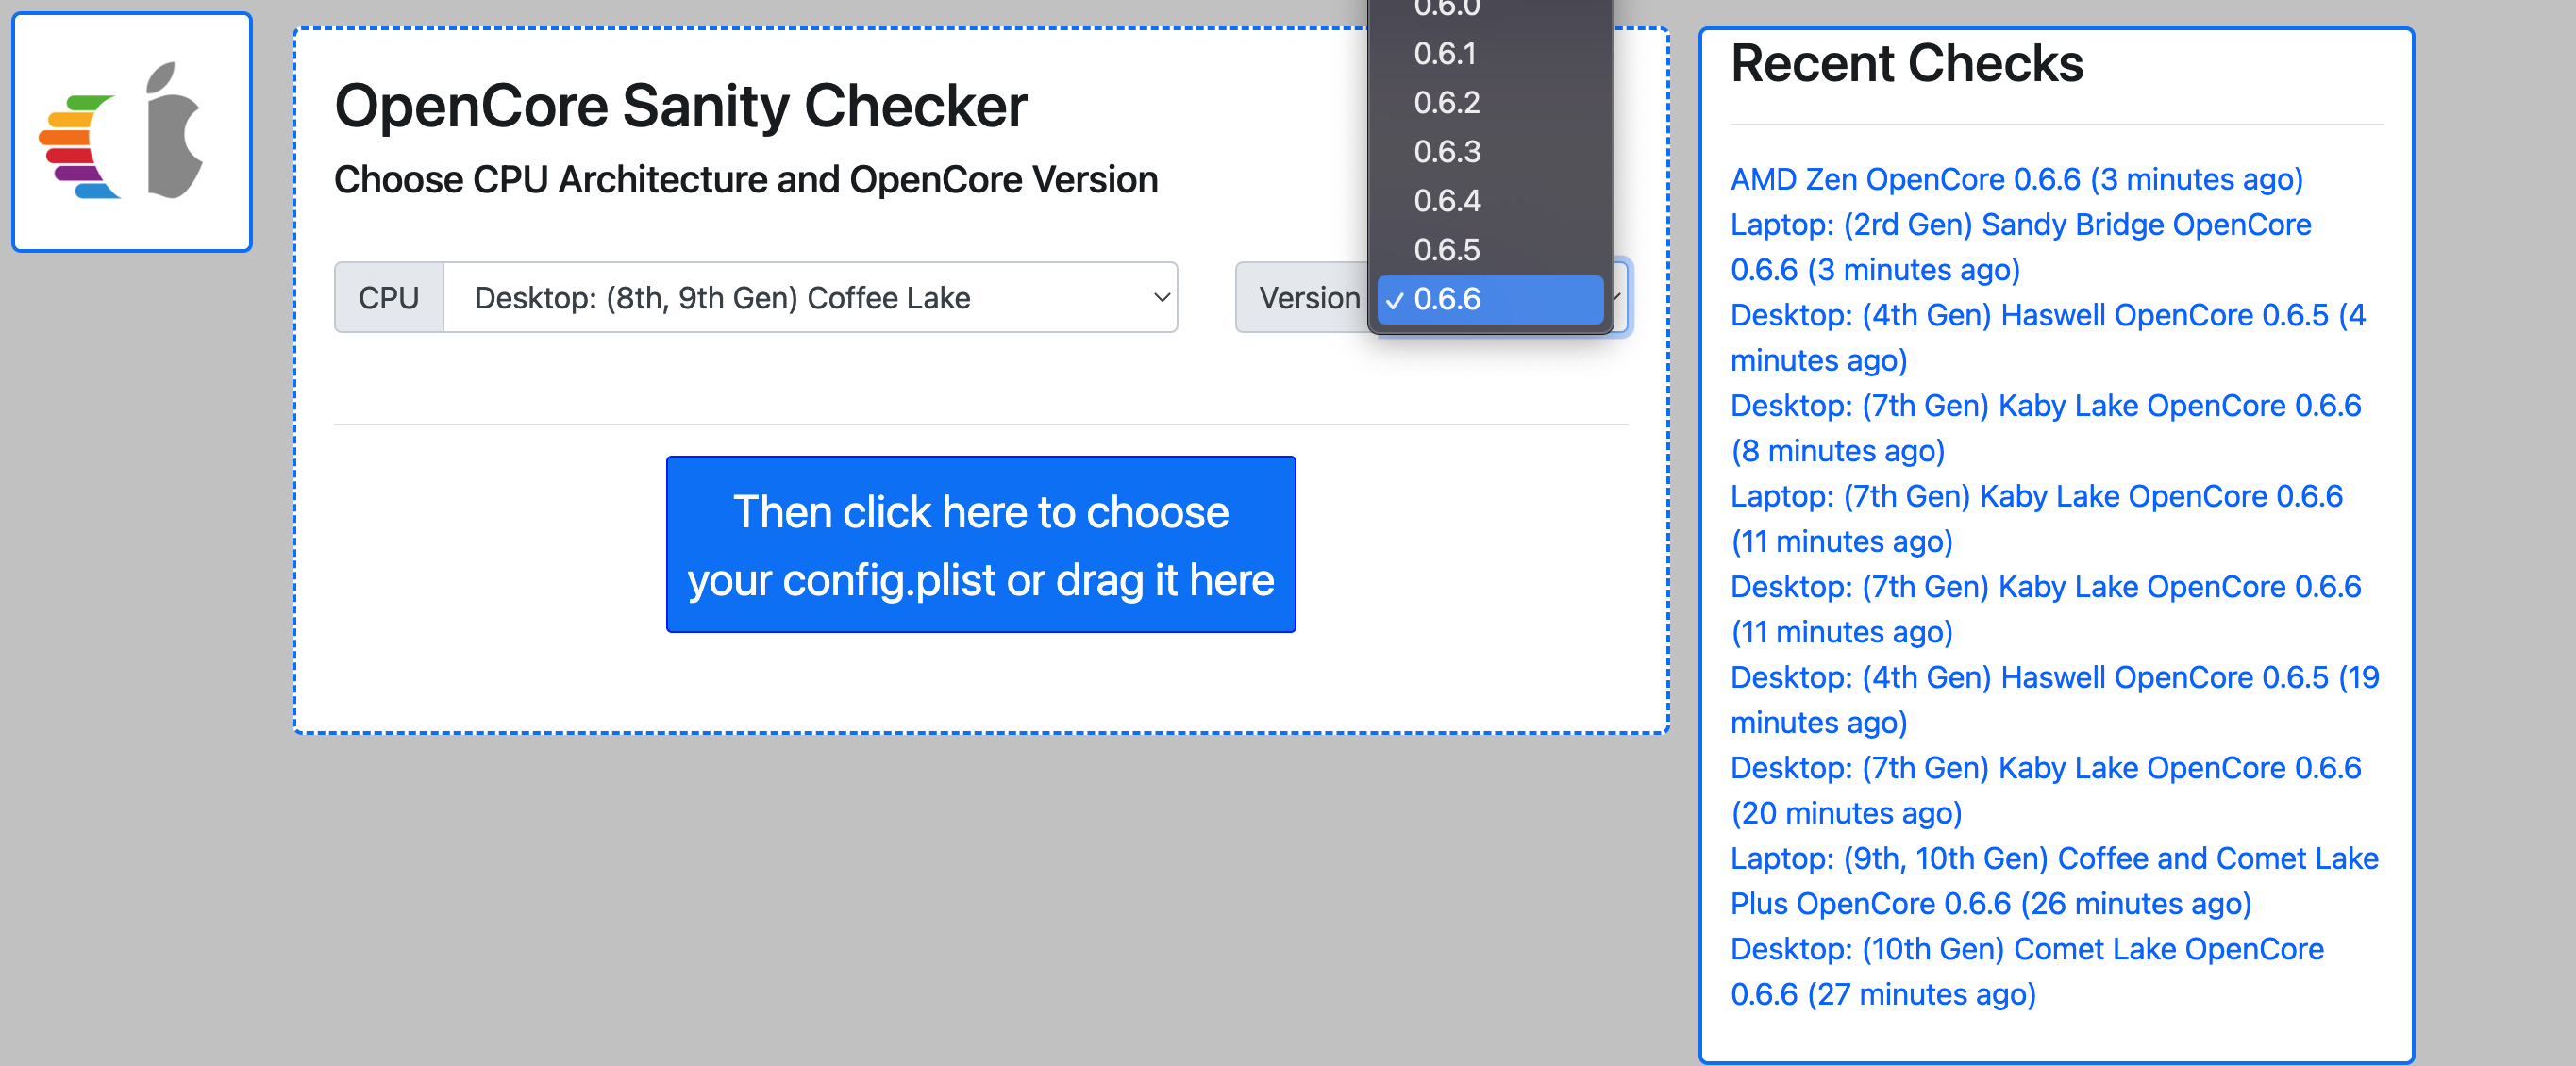 OpenCore Sanity Checker
Choose CPU Architecture and OpenCore Version
CPU
Desktop: (8th, 9th Gen) Coffee Lake
Version
0.6.0
0.6.1
0.6.2
0.6.3
0.6.4
0.6.5
✓ 0.6.6
Then click here to choose
your config.plist or drag it here
Recent Checks
AMD Zen OpenCore 0.6.6 (3 minutes ago)
Laptop: (2rd Gen) Sandy Bridge OpenCore
0.6.6 (3 minutes ago)
Desktop: (4th Gen) Haswell OpenCore 0.6.5 (4
minutes ago)
Desktop: (7th Gen) Kaby Lake OpenCore 0.6.6
(8 minutes ago)
Laptop: (7th Gen) Kaby Lake OpenCore 0.6.6
(11 minutes ago)
Desktop: (7th Gen) Kaby Lake OpenCore 0.6.6
(11 minutes ago)
Desktop: (4th Gen) Haswell OpenCore 0.6.5 (19
minutes ago)
Desktop: (7th Gen) Kaby Lake OpenCore 0.6.6
(20 minutes ago)
Laptop: (9th, 10th Gen) Coffee and Comet Lake
Plus OpenCore 0.6.6 (26 minutes ago)
Desktop: (10th Gen) Comet Lake OpenCore
0.6.6 (27 minutes ago)